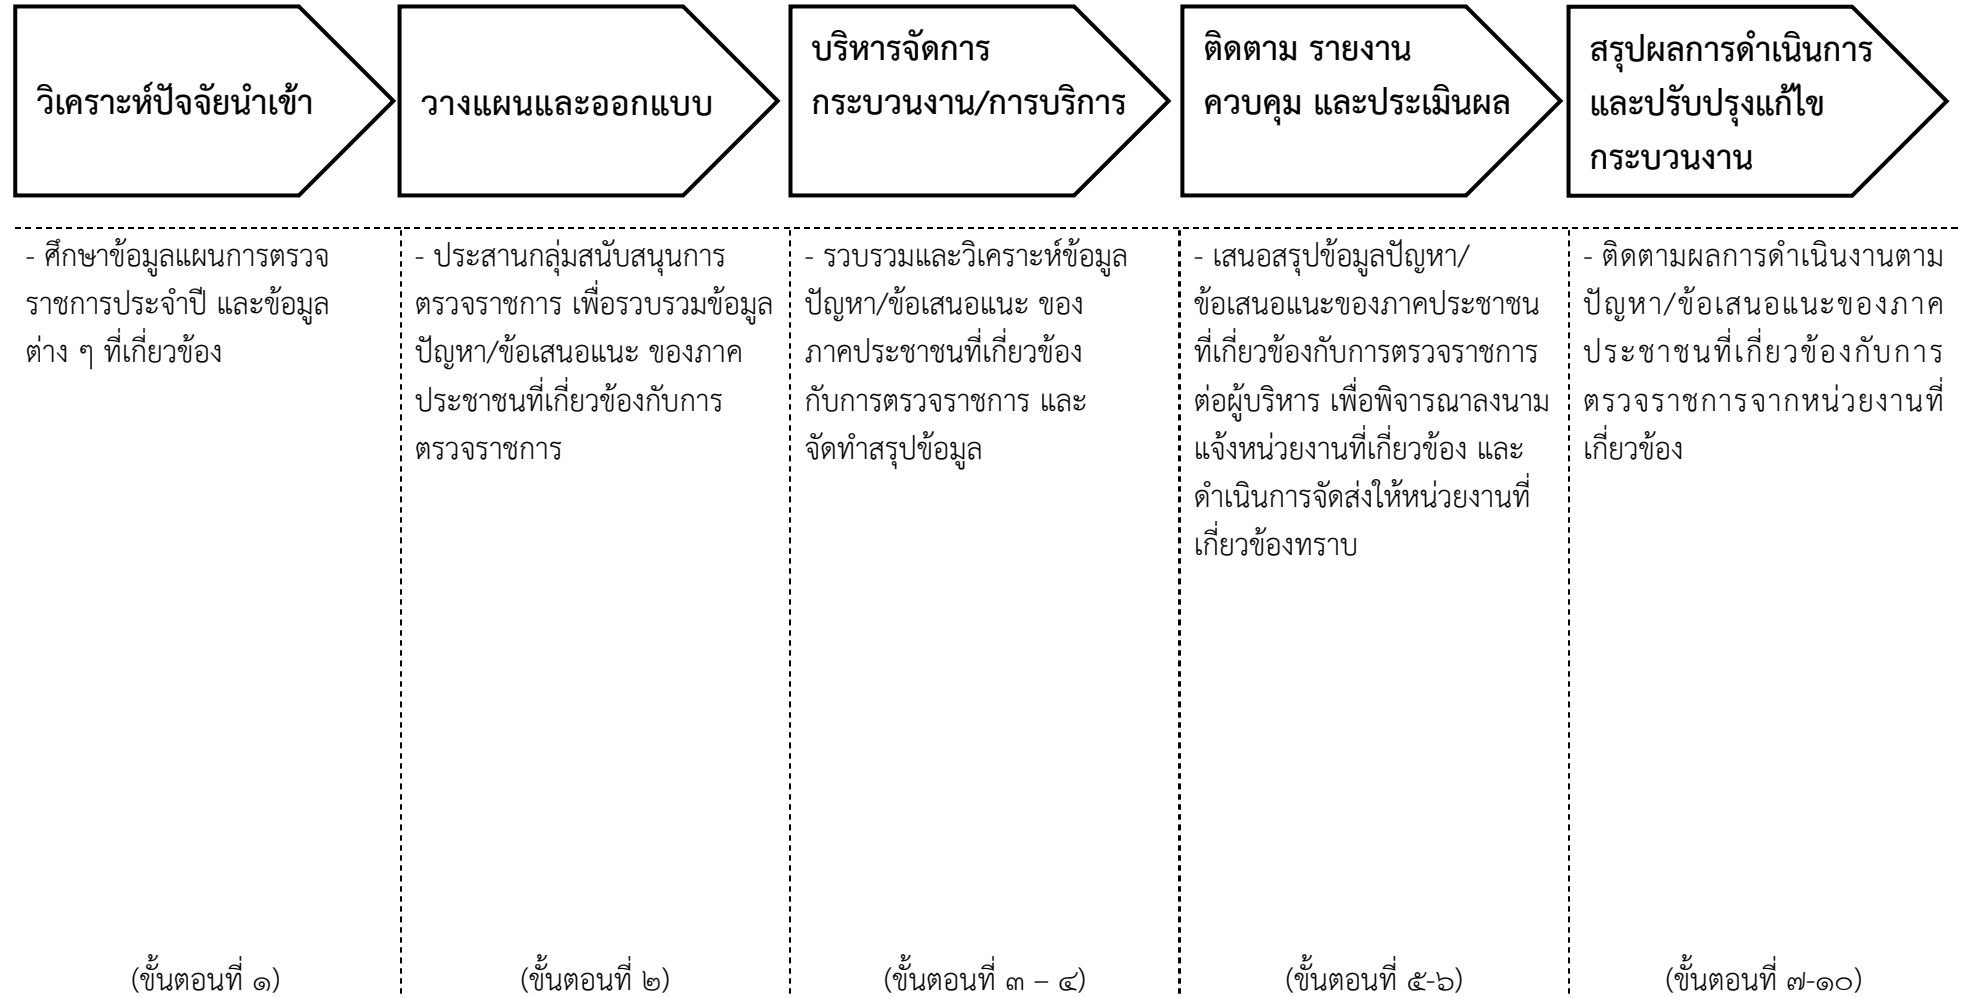 วิเคราะห์ปัจจัยนำเข้า
วางแผนและออกแบบ
บริหารจัดการ
กระบวนงาน/การบริการ
ติดตาม รายงาน
ควบคุม และประเมินผล
สรุปผลการดำเนินการ
และปรับปรุงแก้ไข
กระบวนงาน
- ศึกษาข้อมูลแผนการตรวจ
ราชการประจำปี และข้อมูล
ต่าง ๆ ที่เกี่ยวข้อง
(ขั้นตอนที่ ๑)
- ประสานกลุ่มสนับสนุนการ
ตรวจราชการ เพื่อรวบรวมข้อมูล
ปัญหา/ข้อเสนอแนะ ของภาค
ประชาชนที่เกี่ยวข้องกับการ
ตรวจราชการ
(ขั้นตอนที่ ๒)
- รวบรวมและวิเคราะห์ข้อมูล
ปัญหา/ข้อเสนอแนะ ของ
ภาคประชาชนที่เกี่ยวข้อง
กับการตรวจราชการ และ
จัดทำสรุปข้อมูล
(ขั้นตอนที่ ๓ – ๔)
- เสนอสรุปข้อมูลปัญหา/
ข้อเสนอแนะของภาคประชาชน
ที่เกี่ยวข้องกับการตรวจราชการ
ต่อผู้บริหาร เพื่อพิจารณาลงนาม
แจ้งหน่วยงานที่เกี่ยวข้อง และ
ดำเนินการจัดส่งให้หน่วยงานที่
เกี่ยวข้องทราบ
(ขั้นตอนที่ ๕-๖)
- ติดตามผลการดำเนินงานตาม
ปัญหา/ข้อเสนอแนะของภาค
ประชาชนที่เกี่ยวข้องกับการ
ตรวจราชการจากหน่วยงานที่
เกี่ยวข้อง
(ขั้นตอนที่ ๗-๑๐)